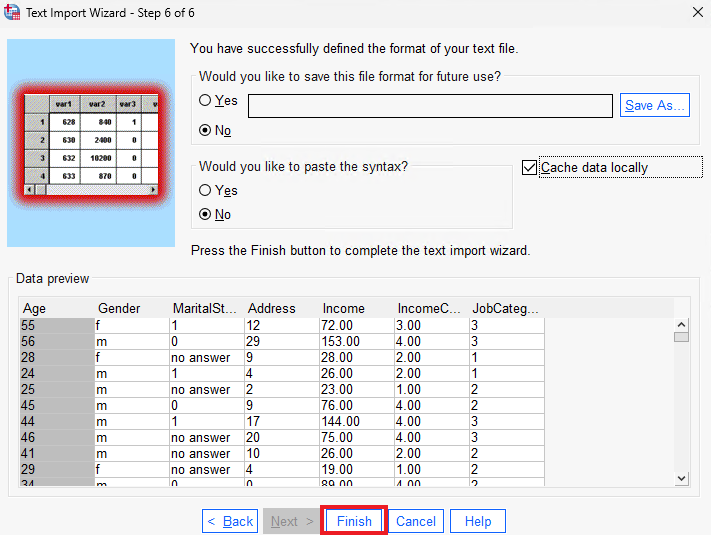 Text Import Wizard - Step 6 of 6
You have successfully defined the format of your text file.
Would you like to save this file format for future use?
Yes
Save As...
No
Would you like to paste the syntax?
Cache data locally
Yes
No
Press the Finish button to complete the text import wizard.
var1 var2 var3 v
1 628 840 1
2 630 2400 0
3 632 10200 0
4 633 870 0
Data preview
Age Gender MaritalSt... Address Income IncomeC... JobCateg...
55 f 1 12 72.00 3.00 3
56 m 0 29 153.00 4.00 3
28 f no answer 9 28.00 2.00 1
24 m 1 4 26.00 2.00 1
25 m no answer 2 23.00 1.00 2
45 m 0 9 76.00 4.00 2
44 m 1 17 144.00 4.00 3
46 m no answer 20 75.00 4.00 3
41 m no answer 10 26.00 2.00 2
29 f no answer 4 19.00 1.00 2
34 m 0 0 89.00 4.00 2
< Back Next > Finish Cancel Help